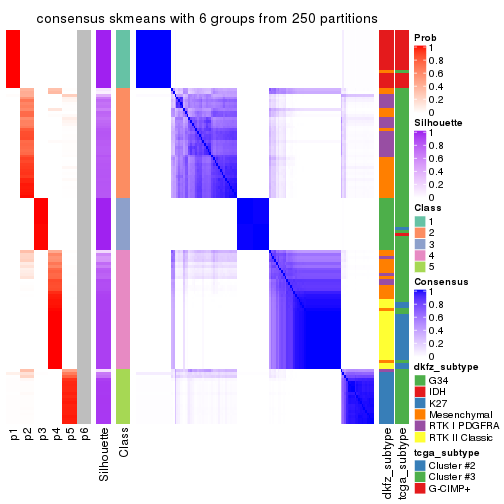 consensus skmeans with 6 groups from 250 partitions
Prob
1
0.8
0.6
0.4
0.2
0
Silhouette
1
0.8
0.6
0.4
0.2
0
Class
1
2
3
4
5
Consensus
1
0.8
0.6
0.4
0.2
0
dkfz_subtype
G34
IDH
K27
Mesenchymal
RTK I PDGFRA
RTK II Classic
tcga_subtype
Cluster #2
Cluster #3
G-CIMP+
p1
p2
p3
p4
p5
p6
Silhouette
Class
dkfz_subtype
tcga_subtype